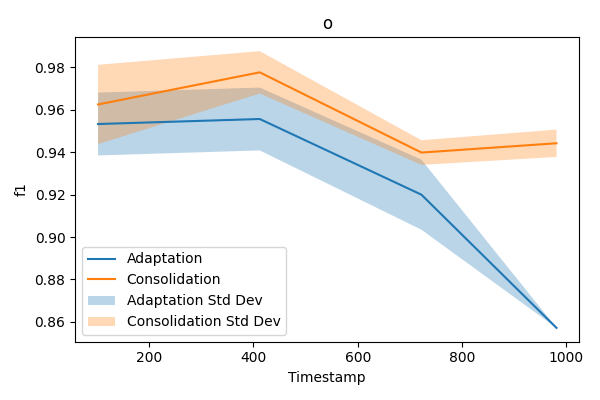 o
0.98
0.96
0.94
0.92
0.90
0.88
0.86
f1
Adaptation
Consolidation
Adaptation Std Dev
Consolidation Std Dev
200
400
600
800
1000
Timestamp